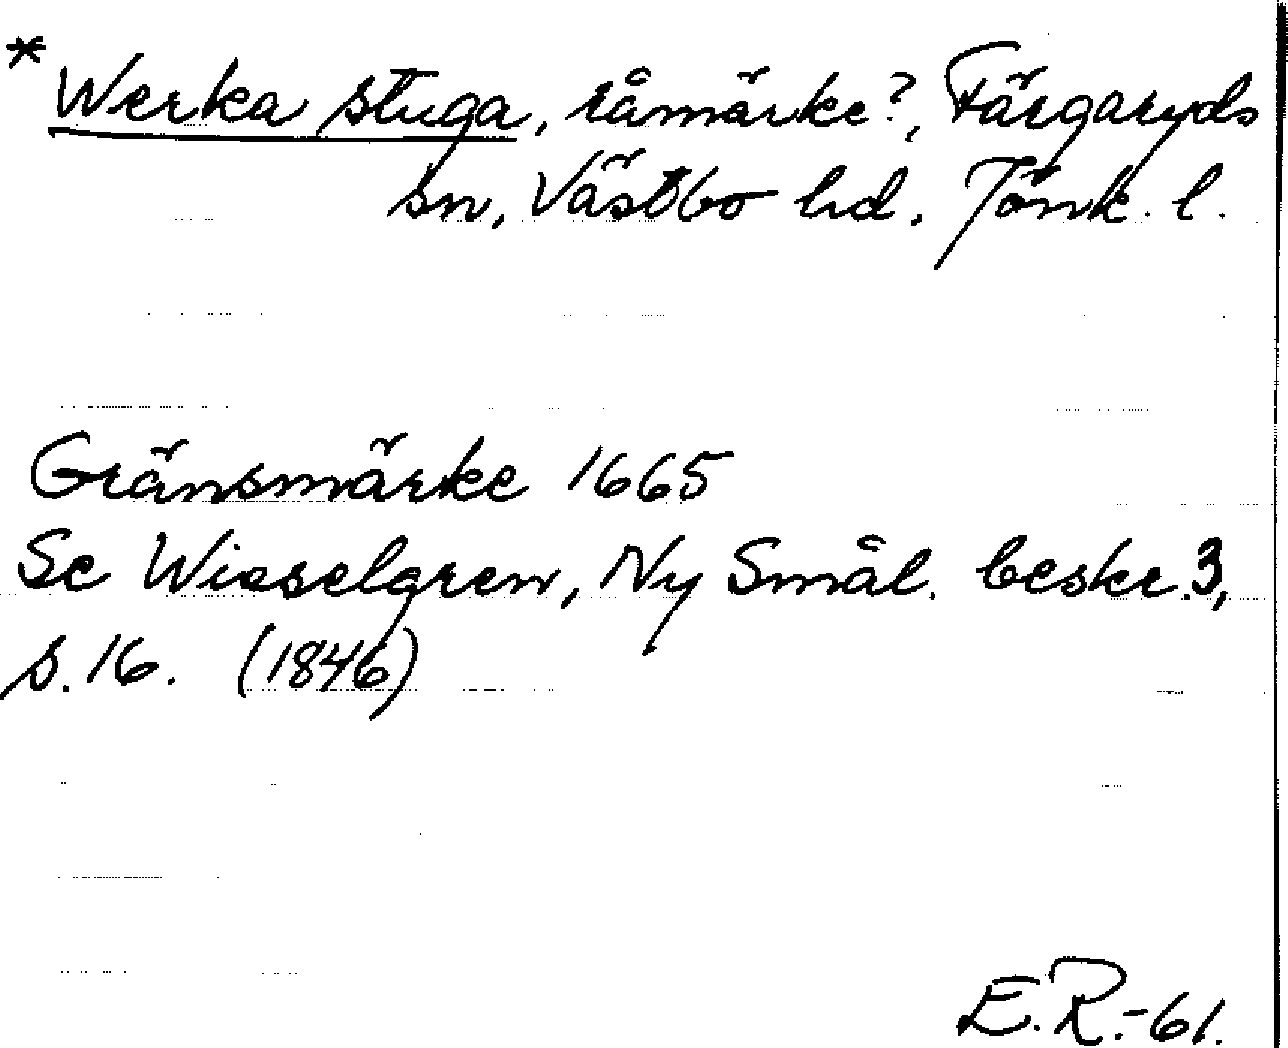 * Werka stuga, råmärke?, Färgaryds
sn, Västbo hd. Jönk. l.
Gränsmärke 1665
Se Wieselgren, Ny Smål. beskr. 3,
s. 16. (1846)
E.R.-61.